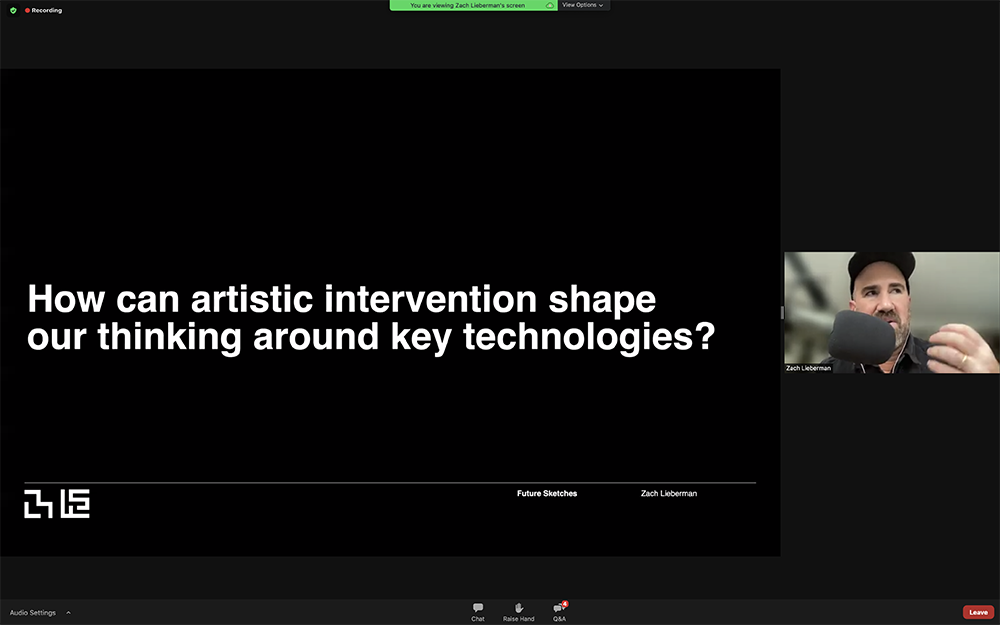 Recording
You are viewing Zach Lieberman's screen
View Options
How can artistic intervention shape
our thinking around key technologies?
Zach Lieberman
Future Sketches
Zach Lieberman
Audio Settings
Chat
Raise Hand
4
Q&A
Leave